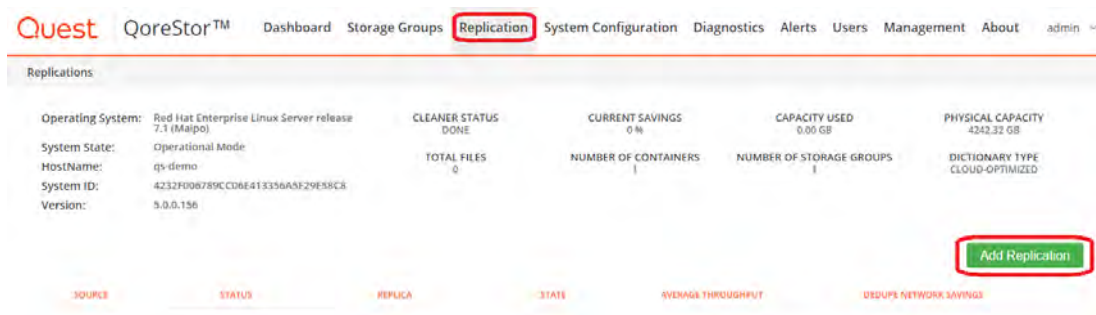 Quest QoreStor™ Dashboard Storage Groups Replication System Configuration Diagnostics Alerts Users Management About admin
Replications
Operating System: Red Hat Enterprise Linux Server release 7.1 (Maipo)
System State: Operational Mode
HostName: qs-demo
System ID: 4232F006789CC06E413356A5F29E58C8
Version: 5.0.0.156
CLEANER STATUS
DONE
CURRENT SAVINGS
0 %
CAPACITY USED
0.00 GB
PHYSICAL CAPACITY
4242.32 GB
TOTAL FILES
0
NUMBER OF CONTAINERS
1
NUMBER OF STORAGE GROUPS
1
DICTIONARY TYPE
CLOUD-OPTIMIZED
Add Replication
SOURCE STATUS REPLICA STATE AVERAGE THROUGHPUT DEDUPE NETWORK SAVINGS